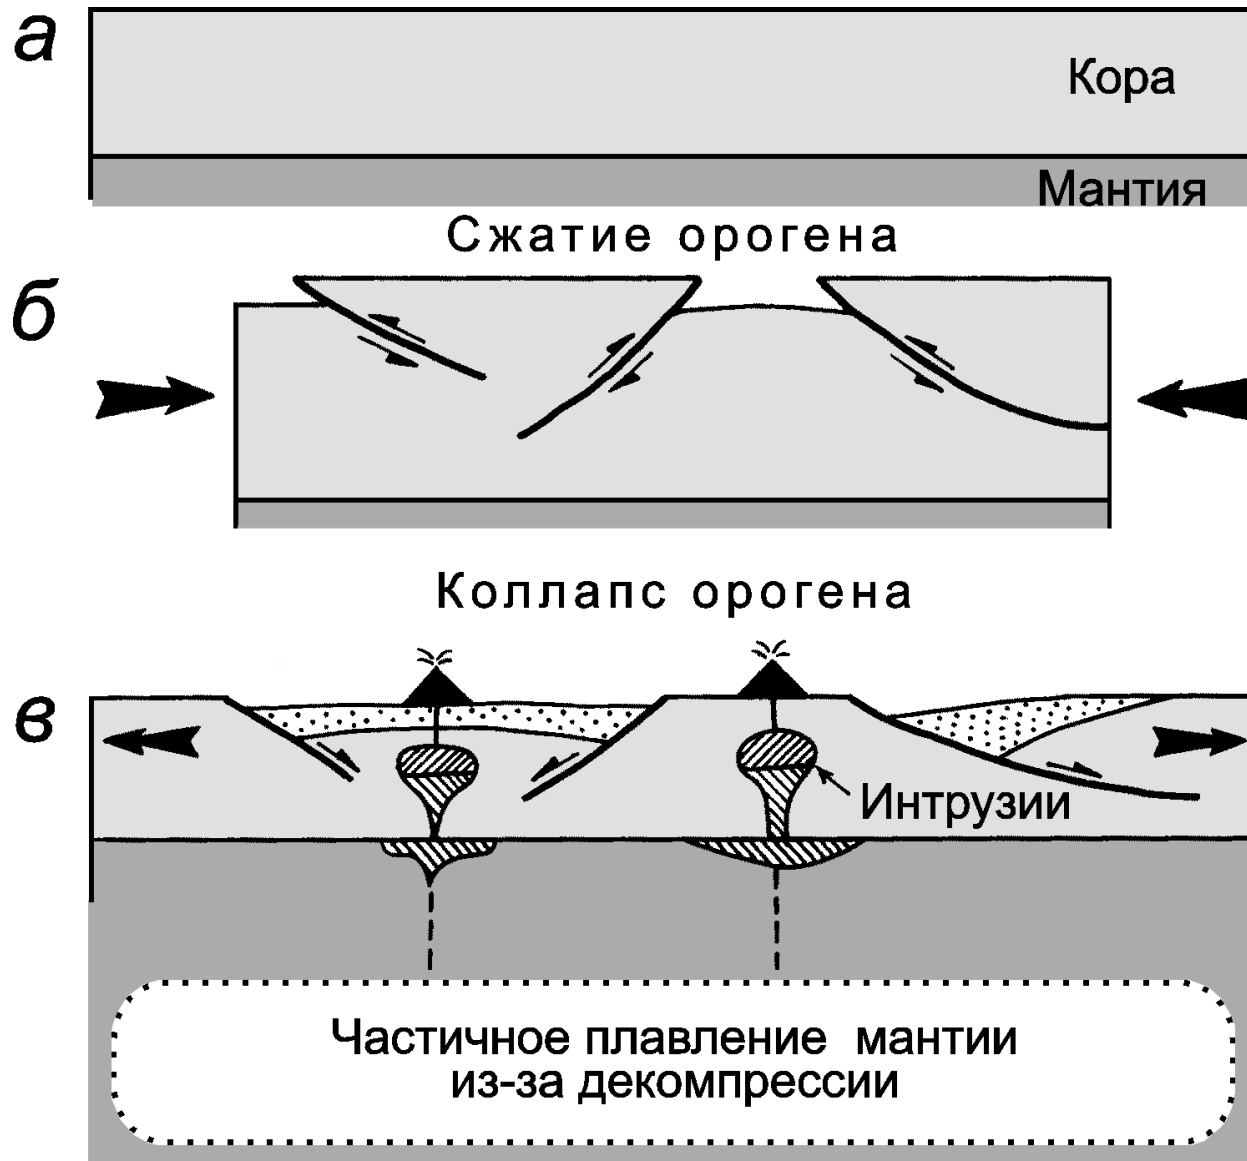 а
Кора
Мантия
Сжатие орогена
б
Коллапс орогена
в
Интрузии
Частичное плавление мантии
из-за декомпрессии